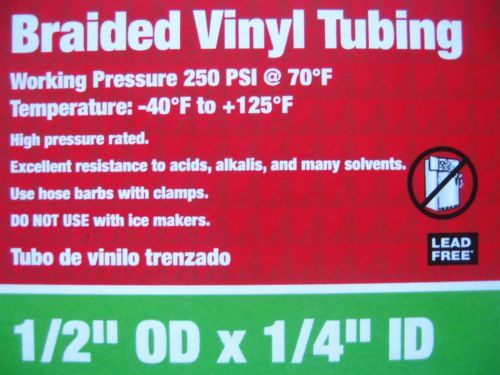 Braided Vinyl Tubing
Working Pressure 250 PSI @ 70°F
Temperature: -40°F to +125°F
High pressure rated.
Excellent resistance to acids, alkalis, and many solvents.
Use hose barbs with clamps.
DO NOT USE with ice makers.
LEAD
FREE*
Tubo de vinilo trenzado
1/2" OD x 1/4" ID